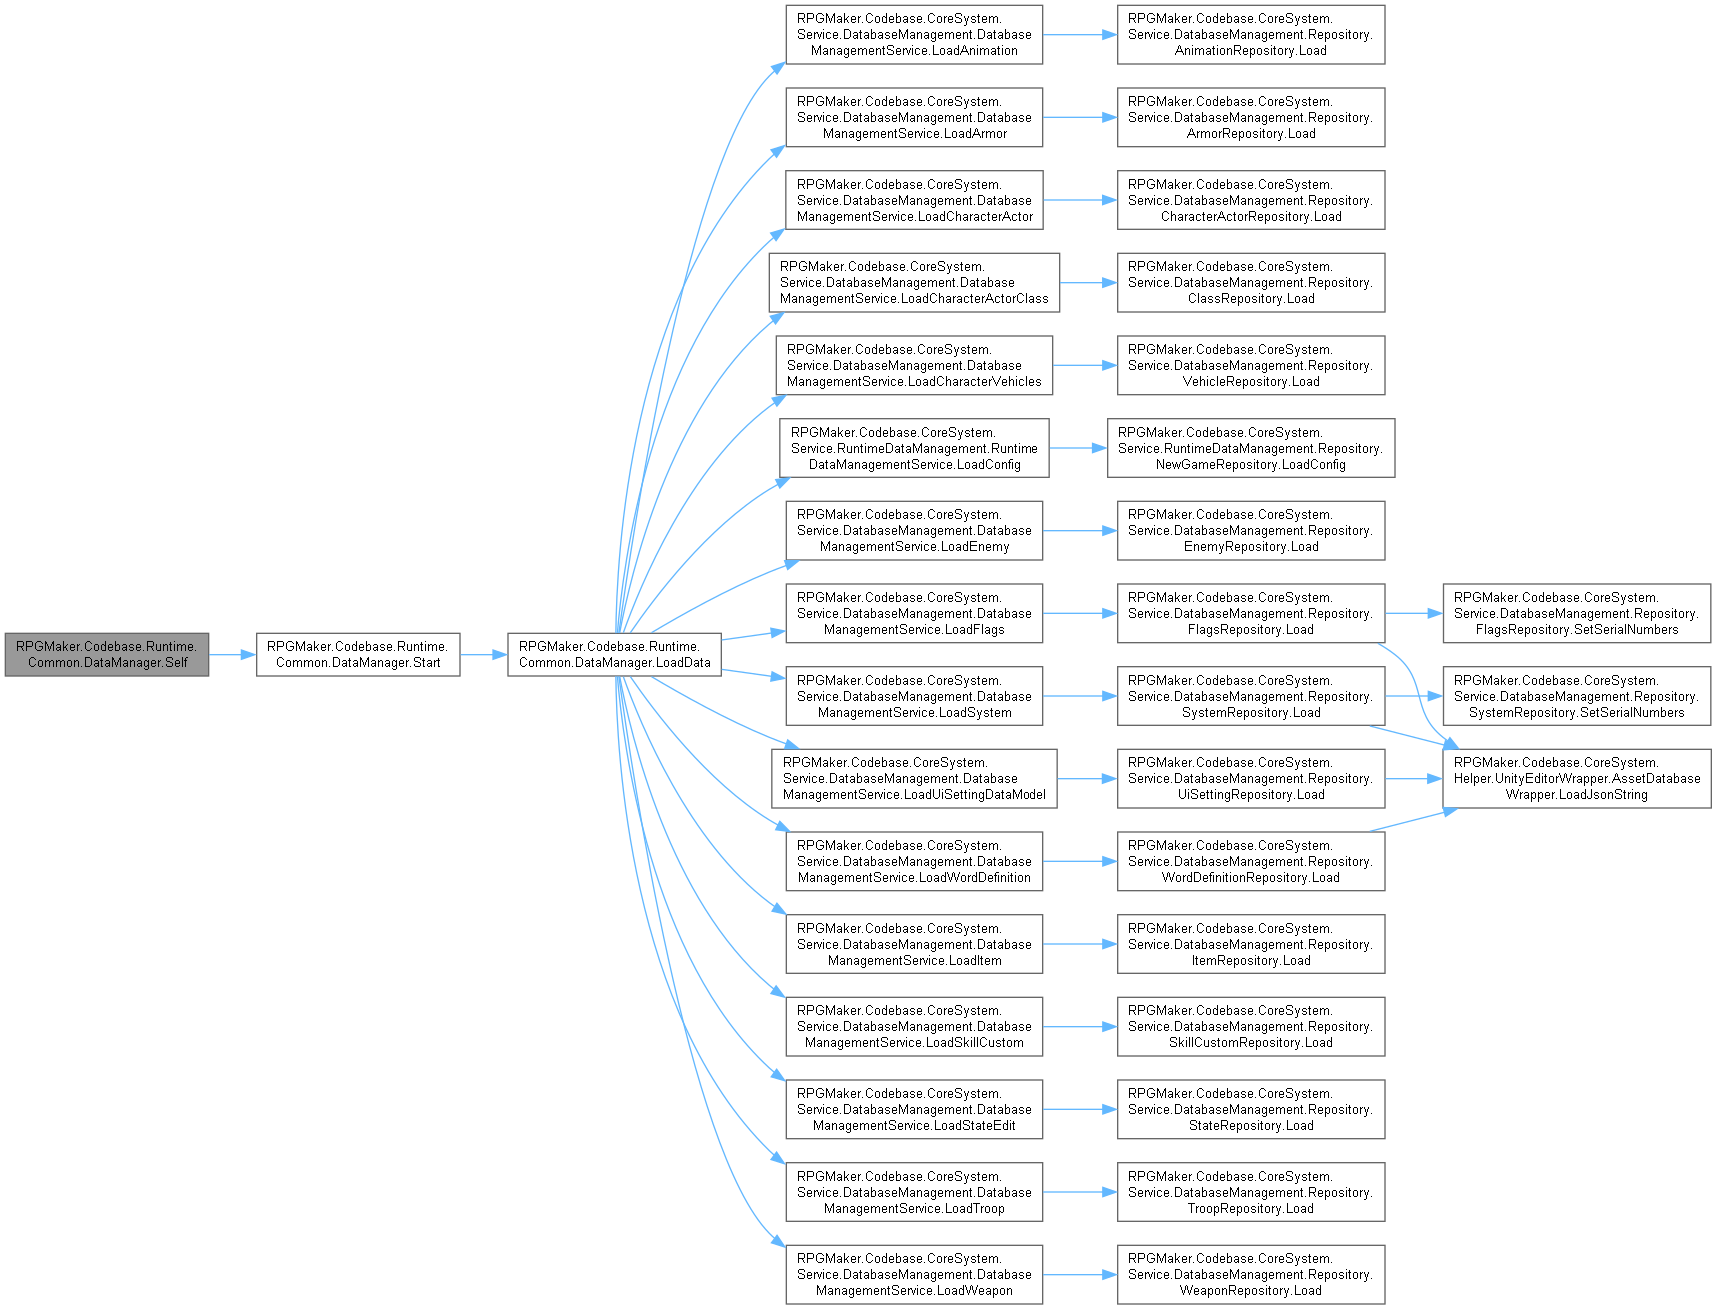 RPGMaker.Codebase.Runtime.
Common.DataManager.Self
RPGMaker.Codebase.Runtime.
Common.DataManager.Start
RPGMaker.Codebase.Runtime.
Common.DataManager.LoadData
RPGMaker.Codebase.CoreSystem.
Service.DatabaseManagement.Database
ManagementService.LoadAnimation
RPGMaker.Codebase.CoreSystem.
Service.DatabaseManagement.Repository.
AnimationRepository.Load
RPGMaker.Codebase.CoreSystem.
Service.DatabaseManagement.Database
ManagementService.LoadArmor
RPGMaker.Codebase.CoreSystem.
Service.DatabaseManagement.Repository.
ArmorRepository.Load
RPGMaker.Codebase.CoreSystem.
Service.DatabaseManagement.Database
ManagementService.LoadCharacterActor
RPGMaker.Codebase.CoreSystem.
Service.DatabaseManagement.Repository.
CharacterActorRepository.Load
RPGMaker.Codebase.CoreSystem.
Service.DatabaseManagement.Database
ManagementService.LoadCharacterActorClass
RPGMaker.Codebase.CoreSystem.
Service.DatabaseManagement.Repository.
ClassRepository.Load
RPGMaker.Codebase.CoreSystem.
Service.DatabaseManagement.Database
ManagementService.LoadCharacterVehicles
RPGMaker.Codebase.CoreSystem.
Service.DatabaseManagement.Repository.
VehicleRepository.Load
RPGMaker.Codebase.CoreSystem.
Service.RuntimeDataManagement.Runtime
DataManagementService.LoadConfig
RPGMaker.Codebase.CoreSystem.
Service.RuntimeDataManagement.Repository.
NewGameRepository.LoadConfig
RPGMaker.Codebase.CoreSystem.
Service.DatabaseManagement.Database
ManagementService.LoadEnemy
RPGMaker.Codebase.CoreSystem.
Service.DatabaseManagement.Repository.
EnemyRepository.Load
RPGMaker.Codebase.CoreSystem.
Service.DatabaseManagement.Database
ManagementService.LoadFlags
RPGMaker.Codebase.CoreSystem.
Service.DatabaseManagement.Repository.
FlagsRepository.Load
RPGMaker.Codebase.CoreSystem.
Service.DatabaseManagement.Repository.
FlagsRepository.SetSerialNumbers
RPGMaker.Codebase.CoreSystem.
Service.DatabaseManagement.Database
ManagementService.LoadSystem
RPGMaker.Codebase.CoreSystem.
Service.DatabaseManagement.Repository.
SystemRepository.Load
RPGMaker.Codebase.CoreSystem.
Service.DatabaseManagement.Repository.
SystemRepository.SetSerialNumbers
RPGMaker.Codebase.CoreSystem.
Service.DatabaseManagement.Database
ManagementService.LoadUiSettingDataModel
RPGMaker.Codebase.CoreSystem.
Service.DatabaseManagement.Repository.
UiSettingRepository.Load
RPGMaker.Codebase.CoreSystem.
Helper.UnityEditorWrapper.AssetDatabase
Wrapper.LoadJsonString
RPGMaker.Codebase.CoreSystem.
Service.DatabaseManagement.Database
ManagementService.LoadWordDefinition
RPGMaker.Codebase.CoreSystem.
Service.DatabaseManagement.Repository.
WordDefinitionRepository.Load
RPGMaker.Codebase.CoreSystem.
Service.DatabaseManagement.Database
ManagementService.LoadItem
RPGMaker.Codebase.CoreSystem.
Service.DatabaseManagement.Repository.
ItemRepository.Load
RPGMaker.Codebase.CoreSystem.
Service.DatabaseManagement.Database
ManagementService.LoadSkillCustom
RPGMaker.Codebase.CoreSystem.
Service.DatabaseManagement.Repository.
SkillCustomRepository.Load
RPGMaker.Codebase.CoreSystem.
Service.DatabaseManagement.Database
ManagementService.LoadStateEdit
RPGMaker.Codebase.CoreSystem.
Service.DatabaseManagement.Repository.
StateRepository.Load
RPGMaker.Codebase.CoreSystem.
Service.DatabaseManagement.Database
ManagementService.LoadTroop
RPGMaker.Codebase.CoreSystem.
Service.DatabaseManagement.Repository.
TroopRepository.Load
RPGMaker.Codebase.CoreSystem.
Service.DatabaseManagement.Database
ManagementService.LoadWeapon
RPGMaker.Codebase.CoreSystem.
Service.DatabaseManagement.Repository.
WeaponRepository.Load